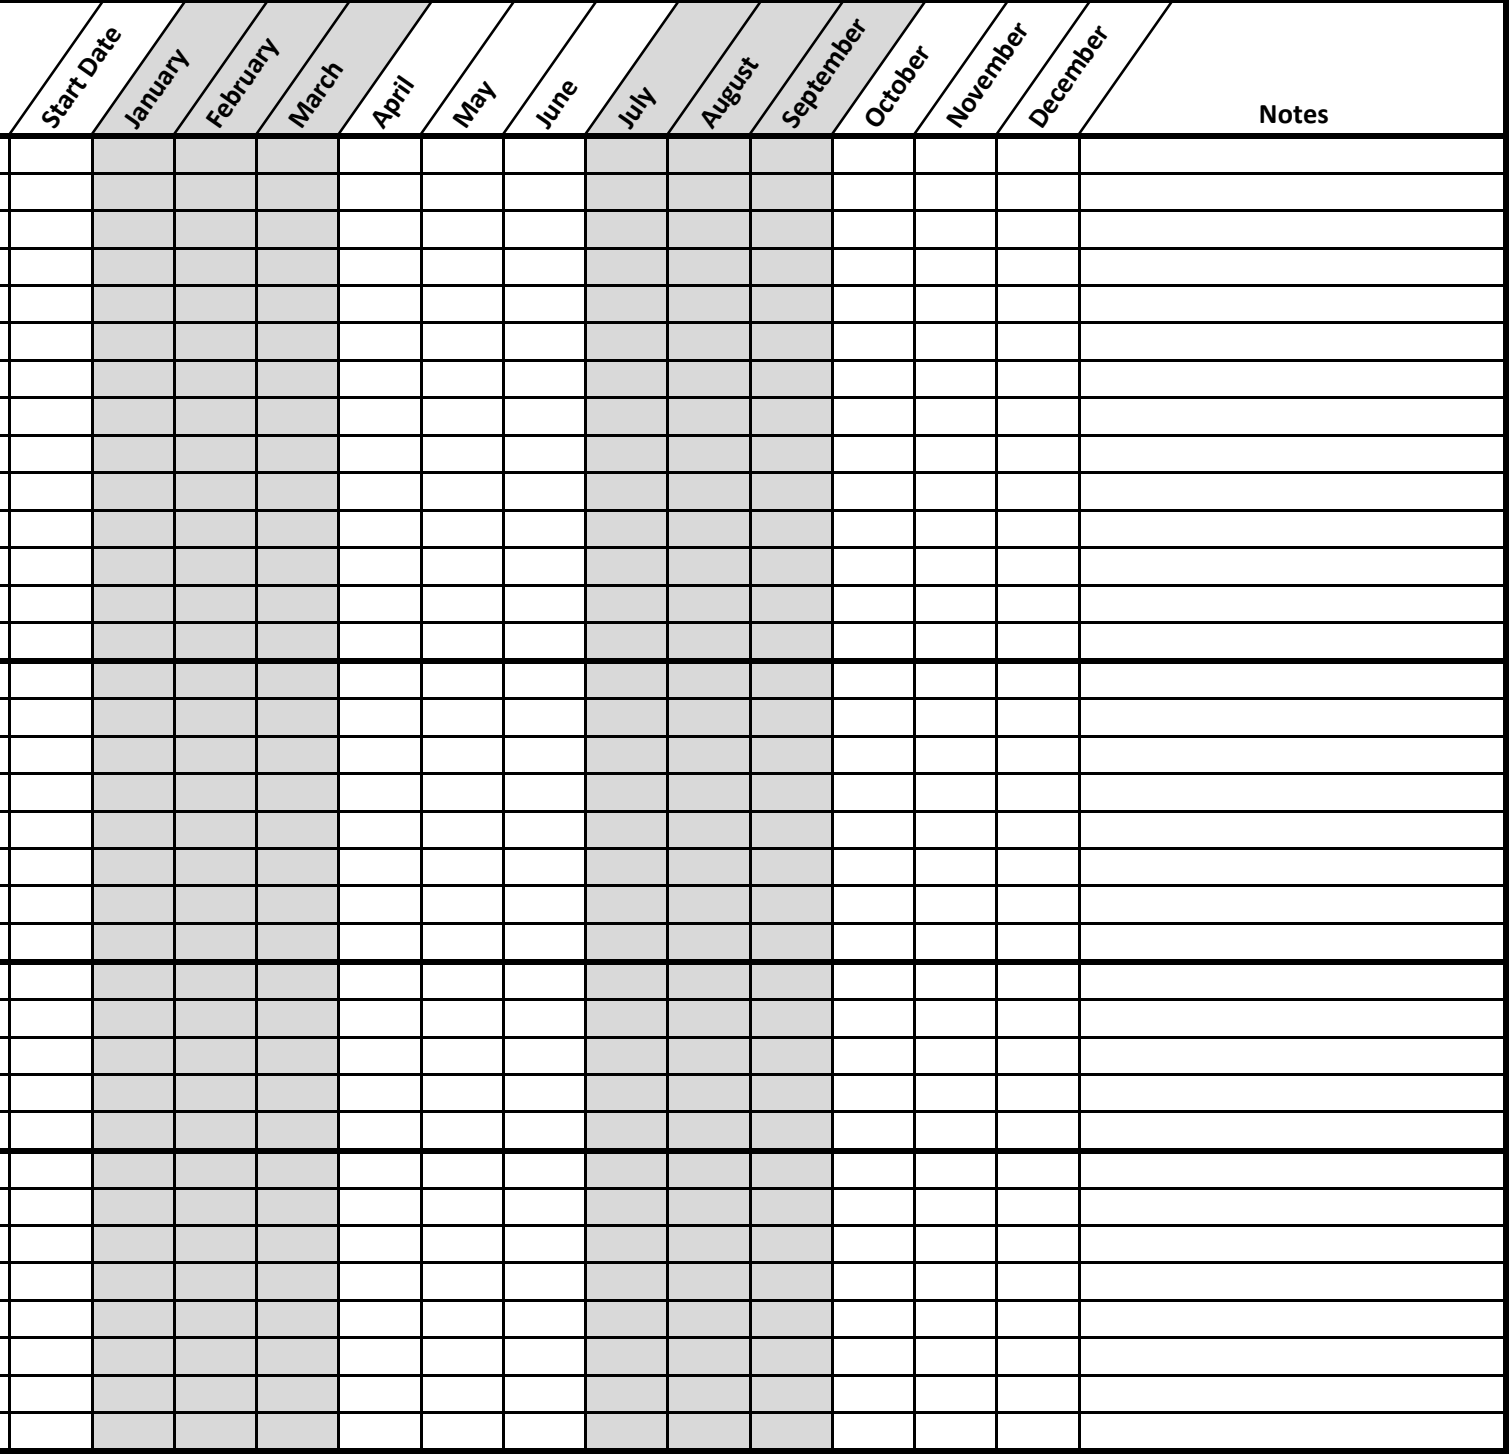 Start Date
January
February
March
April
May
June
July
August
September
October
November
December
Notes